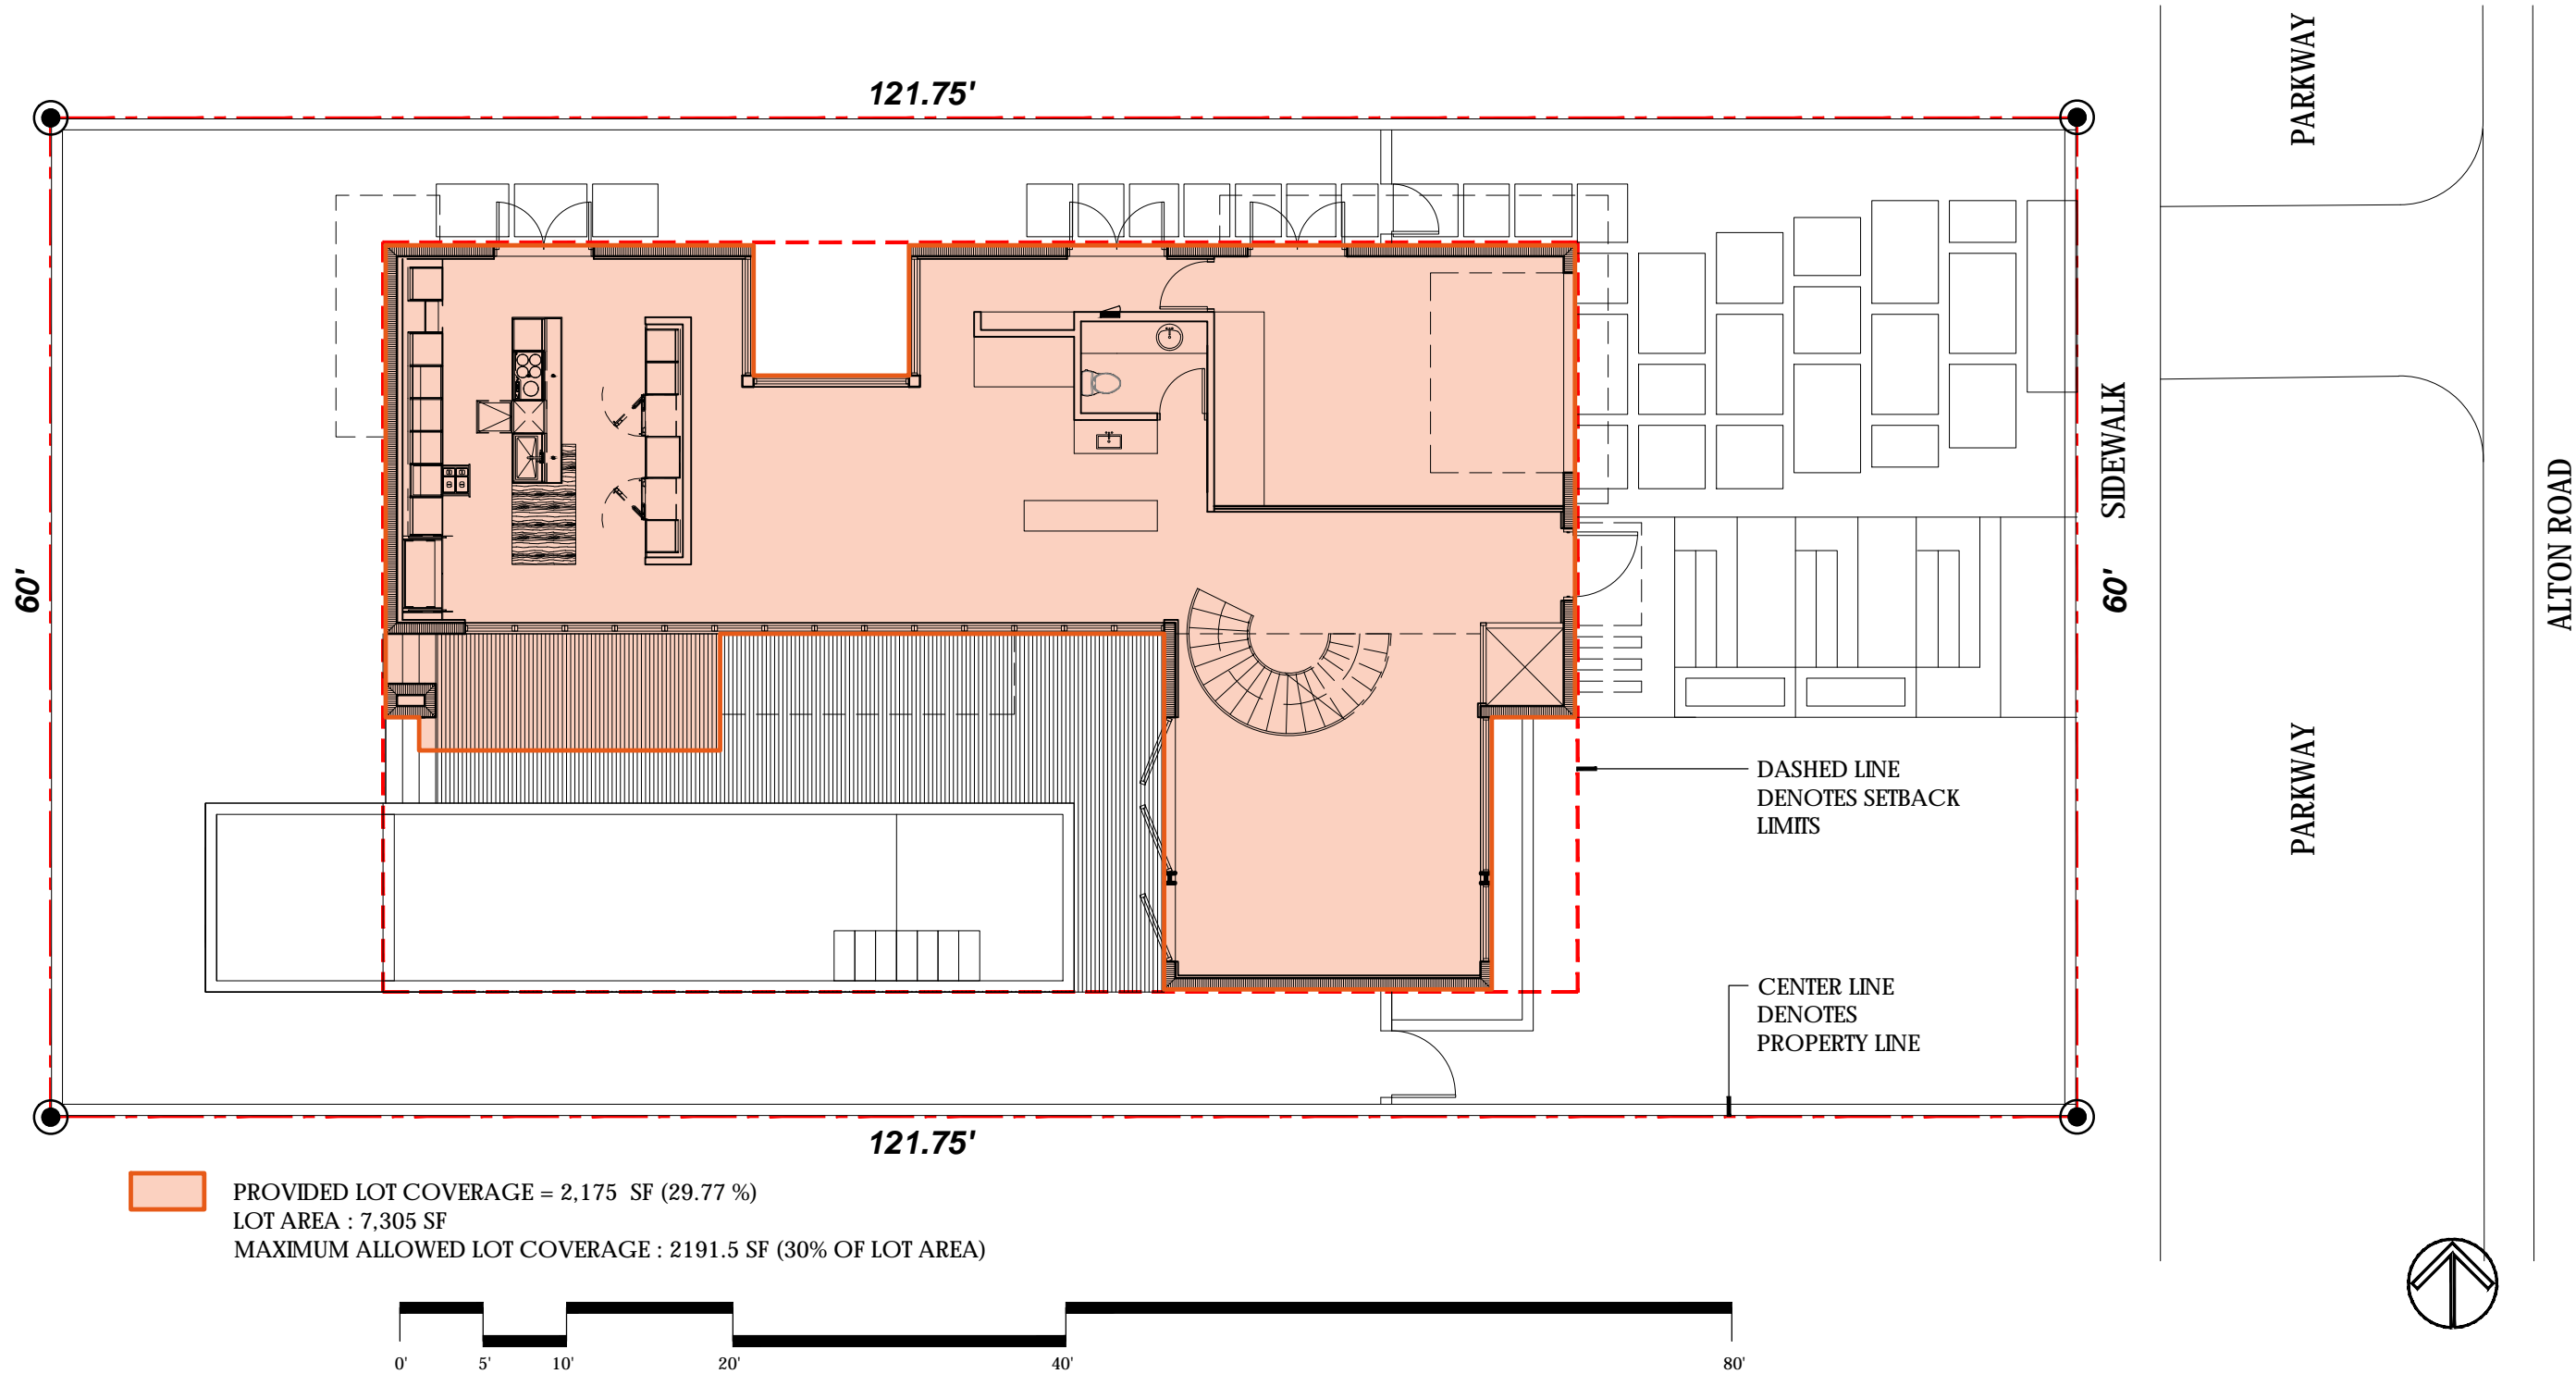 PARKWAY
121.75'
SIDEWALK
ALTON ROAD
60'
60'
PARKWAY
DASHED LINE
DENOTES SETBACK
LIMITS
CENTER LINE
DENOTES
PROPERTY LINE
121.75'
PROVIDED LOT COVERAGE = 2,175 SF (29.77 %)
LOT AREA : 7,305 SF
MAXIMUM ALLOWED LOT COVERAGE : 2191.5 SF (30% OF LOT AREA)
0' 5' 10' 20' 40' 80'